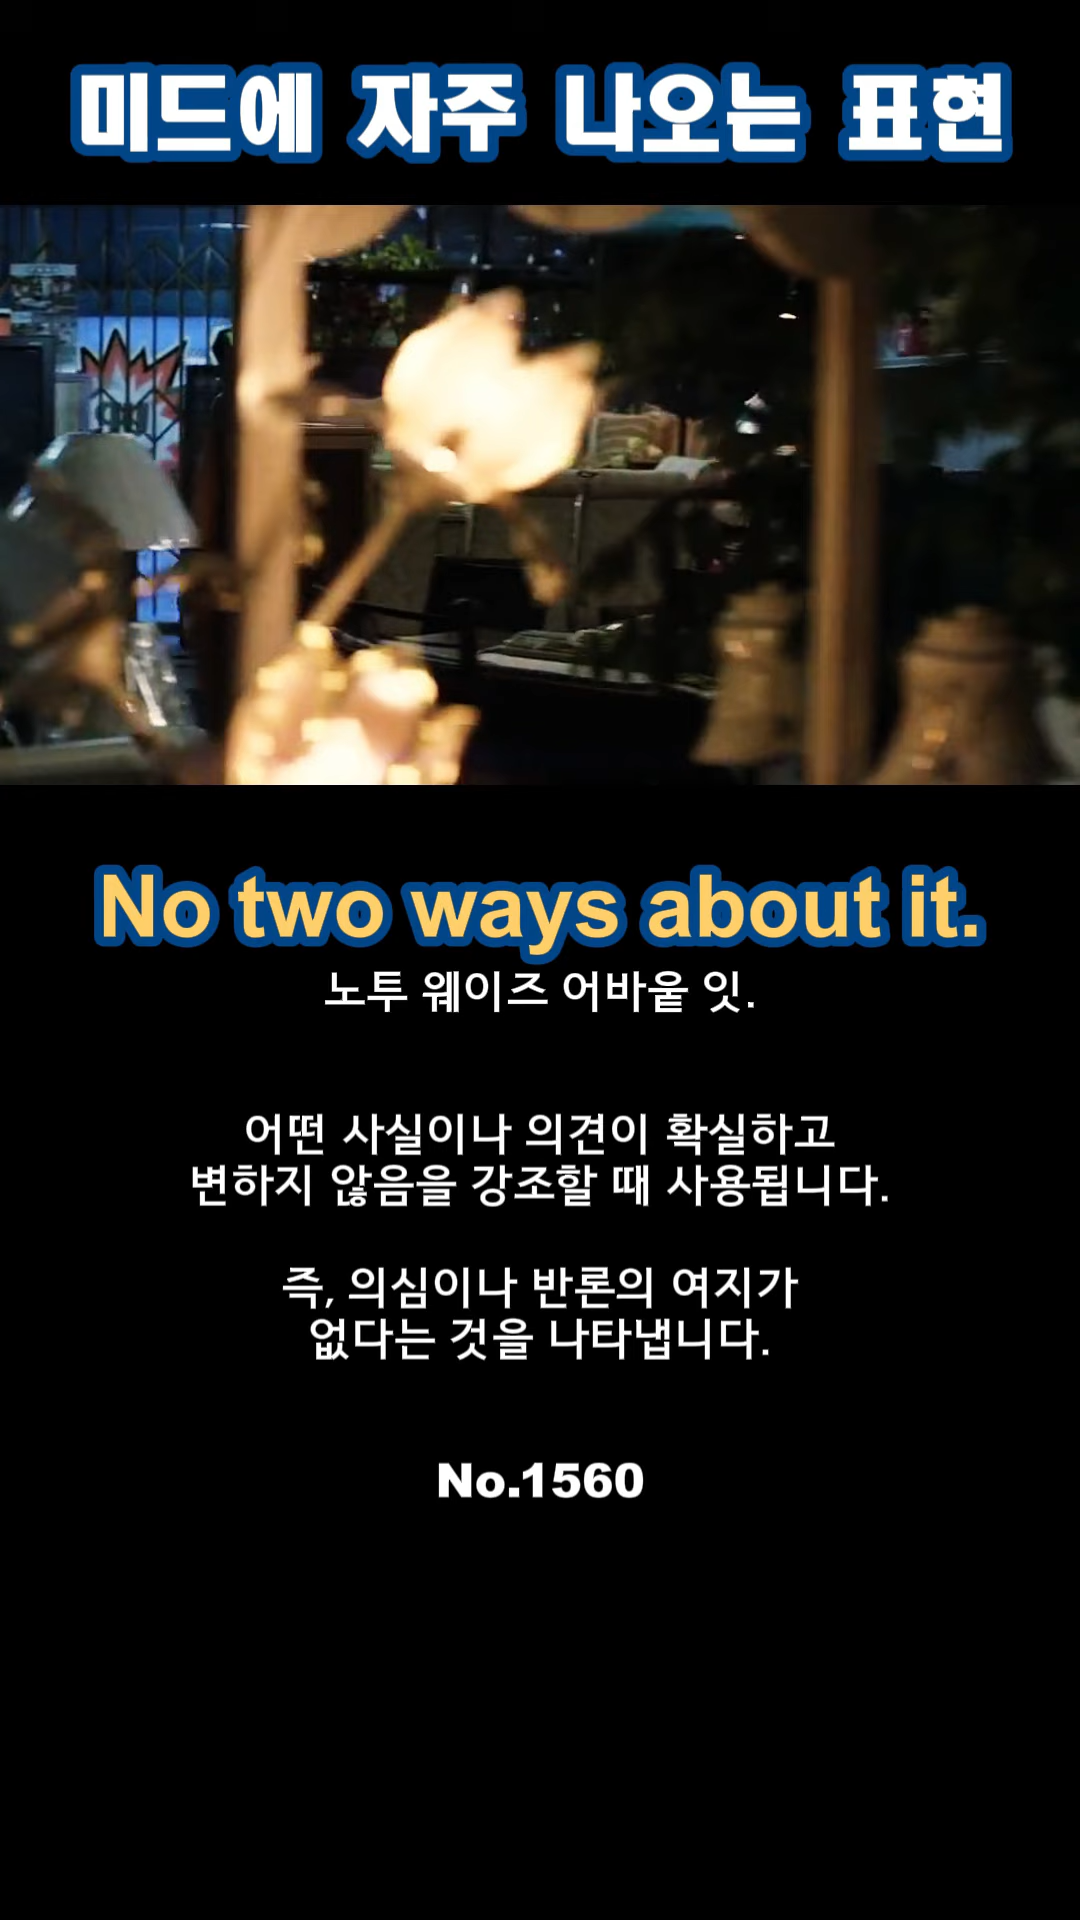 미드에 자주 나오는 표현
No two ways about it.
노투 웨이즈 어바웉 잇.
어떤 사실이나 의견이 확실하고
변하지 않음을 강조할 때 사용됩니다.
즉, 의심이나 반론의 여지가
없다는 것을 나타냅니다.
No.1560